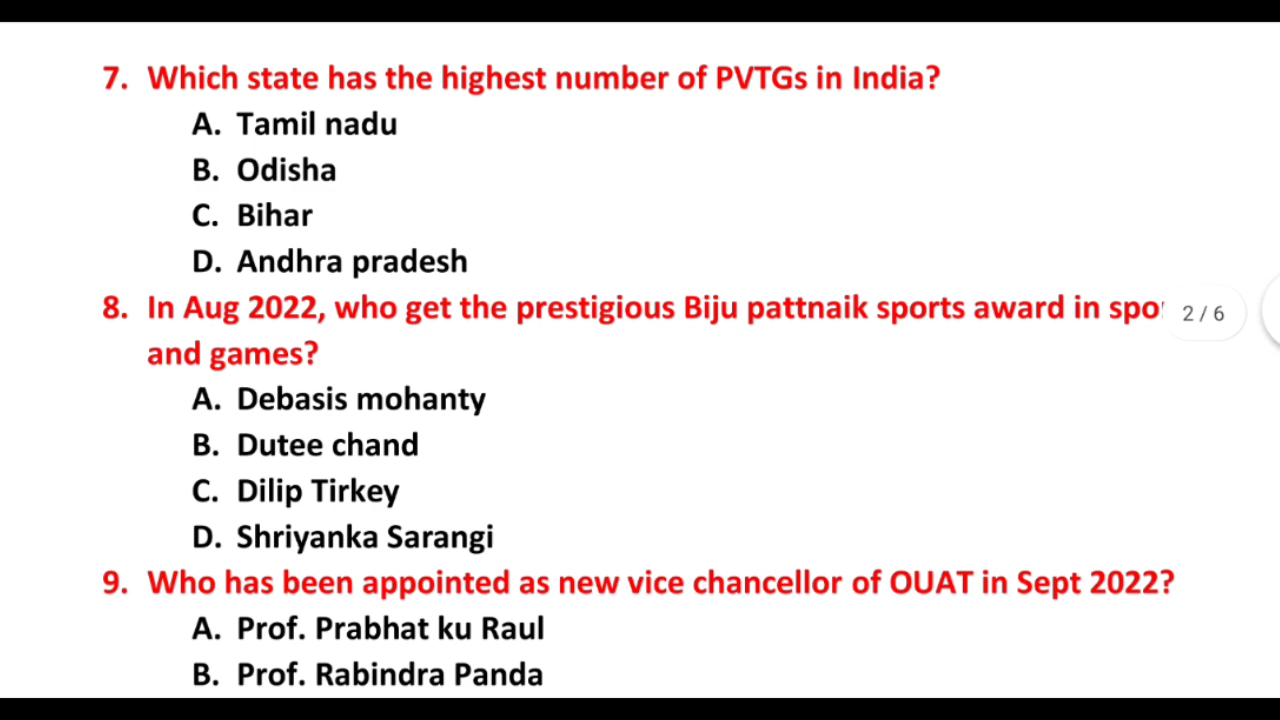 7. Which state has the highest number of PVTGs in India?
A. Tamil nadu
B. Odisha
C. Bihar
D. Andhra pradesh
8. In Aug 2022, who get the prestigious Biju pattnaik sports award in
2 / 6
and games?
A. Debasis mohanty
B. Dutee chand
C. Dilip Tirkey
D. Shriyanka Sarangi
9. Who has been appointed as new vice chancellor of OUAT in Sept 2022?
A. Prof. Prabhat ku Raul
B. Prof. Rabindra Panda